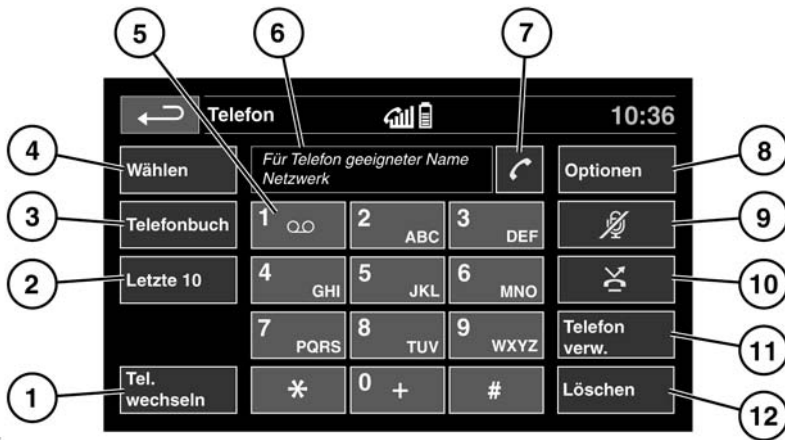 5
6
7
Telefon
10:36
4
Wählen
Für Telefon geeigneter Name
Netzwerk
Optionen
8
3
Telefonbuch
1
2 ABC
3 DEF
9
2
Letzte 10
4 GHI
5 JKL
6 MNO
10
7 PQRS
8 TUV
9 WXYZ
Telefon
verw.
11
1
Tel.
wechseln
*
0 +
#
Löschen
12